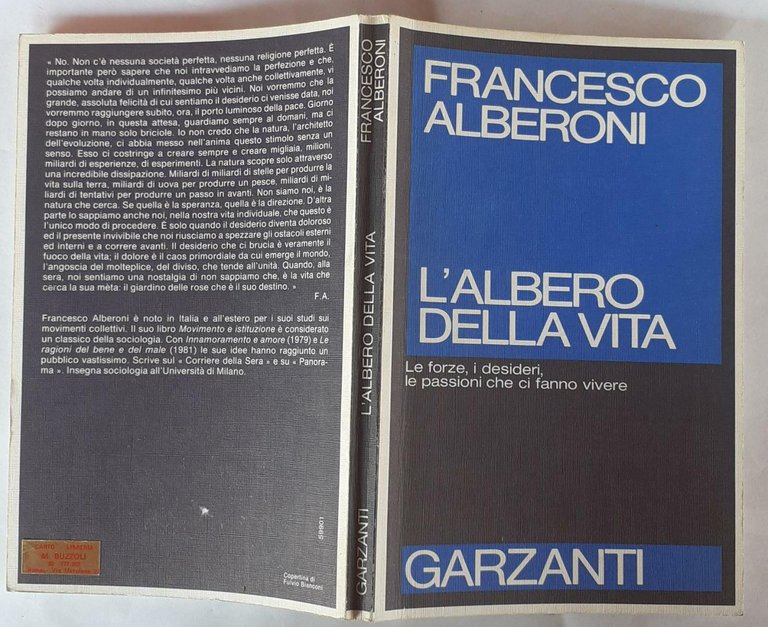 « No. Non c'è nessuna società perfetta, nessuna religione perfetta. È
importante però sapere che noi intravvediamo la perfezione e che,
qualche volta individualmente, qualche volta anche collettivamente, vi
possiamo andare di un infinitesimo più vicini. Noi vorremmo che la
grande, assoluta felicità di cui sentiamo il desiderio ci venisse data, noi
vorremmo raggiungere subito, ora, il porto luminoso della pace. Giorno
dopo giorno, in questa attesa, guardiamo sempre al domani, ma ci
restano in mano solo briciole. Io non credo che la natura, l'architetto
dell'evoluzione, ci abbia messo nell'anima questo stimolo senza un
senso. Esso ci costringe a creare sempre e creare migliaia, milioni,
miliardi di esperienze, di esperimenti. La natura scopre solo attraverso
una incredibile dissipazione. Miliardi di miliardi di stelle per produrre la
vita sulla terra, miliardi di uova per produrre un pesce, miliardi di mi-
liardi di tentativi per produrre un passo in avanti. Non siamo noi, è la
natura che cerca. Se quella è la speranza, quella è la direzione. D'altra
parte lo sappiamo anche noi, nella nostra vita individuale, che questo è
l'unico modo di procedere. È solo quando il desiderio diventa doloroso
ed il presente invivibile che noi riusciamo a spezzare gli ostacoli esterni
ed interni e a correre avanti. Il desiderio che ci brucia è veramente il
fuoco della vita; il dolore è il caos primordiale da cui emerge il mondo,
l'angoscia del molteplice, del diviso, che tende all'unità. Quando, alla
sera, noi sentiamo una nostalgia di non sappiamo che, è la vita che
cerca la sua mèta: il giardino delle rose che è il suo destino. »
F.A.
Francesco Alberoni è noto in Italia e all'estero per i suoi studi sui
movimenti collettivi. Il suo libro Movimento e istituzione è considerato
un classico della sociologia. Con Innamoramento e amore (1979) e Le
ragioni del bene e del male (1981) le sue idee hanno raggiunto un
pubblico vastissimo. Scrive sul « Corriere della Sera » e su « Panora-
ma ». Insegna sociologia all'Università di Milano.
59901
Copertina di
Fulvio Bianconi
M. BUZZOLI
FRANCESCO
ALBERONI
L'ALBERO DELLA VITA
GARZANTI
FRANCESCO
ALBERONI
L'ALBERO
DELLA VITA
Le forze, i desideri,
le passioni che ci fanno vivere
GARZANTI